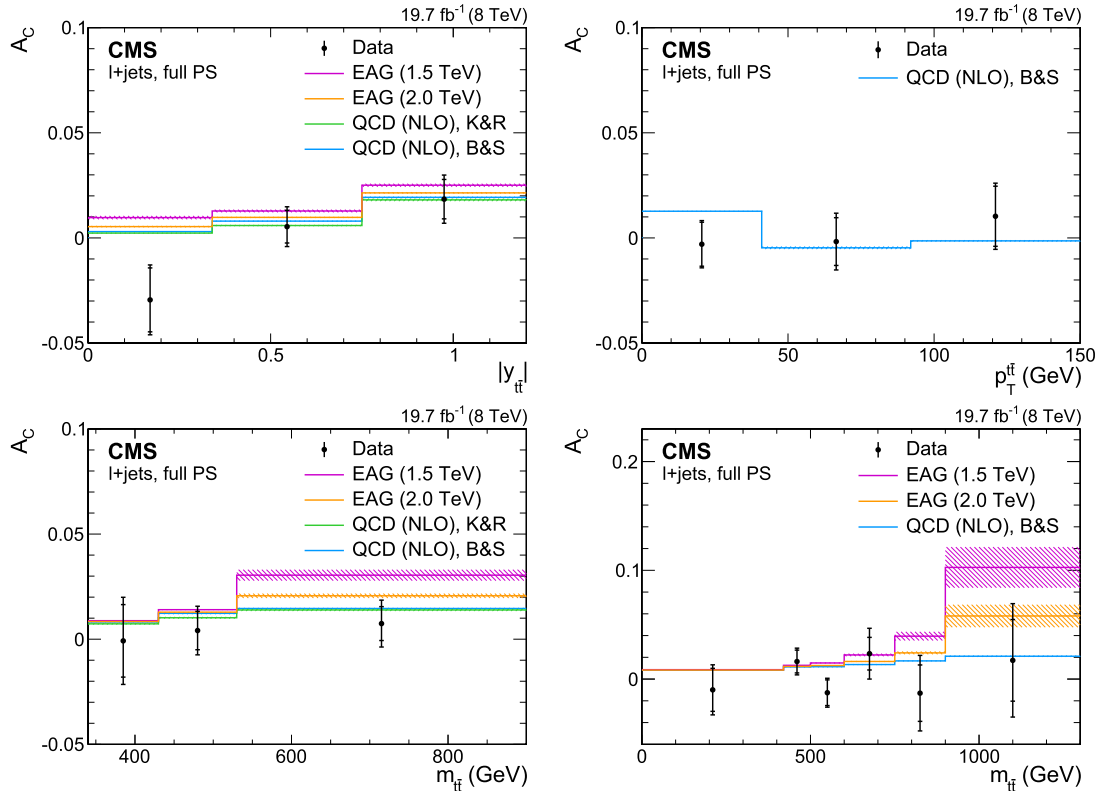 19.7 fb⁻¹ (8 TeV)
A_C
CMS
l+jets, full PS
Data
EAG (1.5 TeV)
EAG (2.0 TeV)
QCD (NLO), K&R
QCD (NLO), B&S
0.1
0.05
0
-0.05
0 0.5 1
|y_tt̄|
19.7 fb⁻¹ (8 TeV)
A_C
CMS
l+jets, full PS
Data
QCD (NLO), B&S
0.1
0.05
0
-0.05
0 50 100 150
p_T^tt̄ (GeV)
19.7 fb⁻¹ (8 TeV)
A_C
CMS
l+jets, full PS
Data
EAG (1.5 TeV)
EAG (2.0 TeV)
QCD (NLO), K&R
QCD (NLO), B&S
0.1
0.05
0
-0.05
400 600 800
m_tt̄ (GeV)
19.7 fb⁻¹ (8 TeV)
A_C
CMS
l+jets, full PS
Data
EAG (1.5 TeV)
EAG (2.0 TeV)
QCD (NLO), B&S
0.2
0.1
0
0 500 1000
m_tt̄ (GeV)